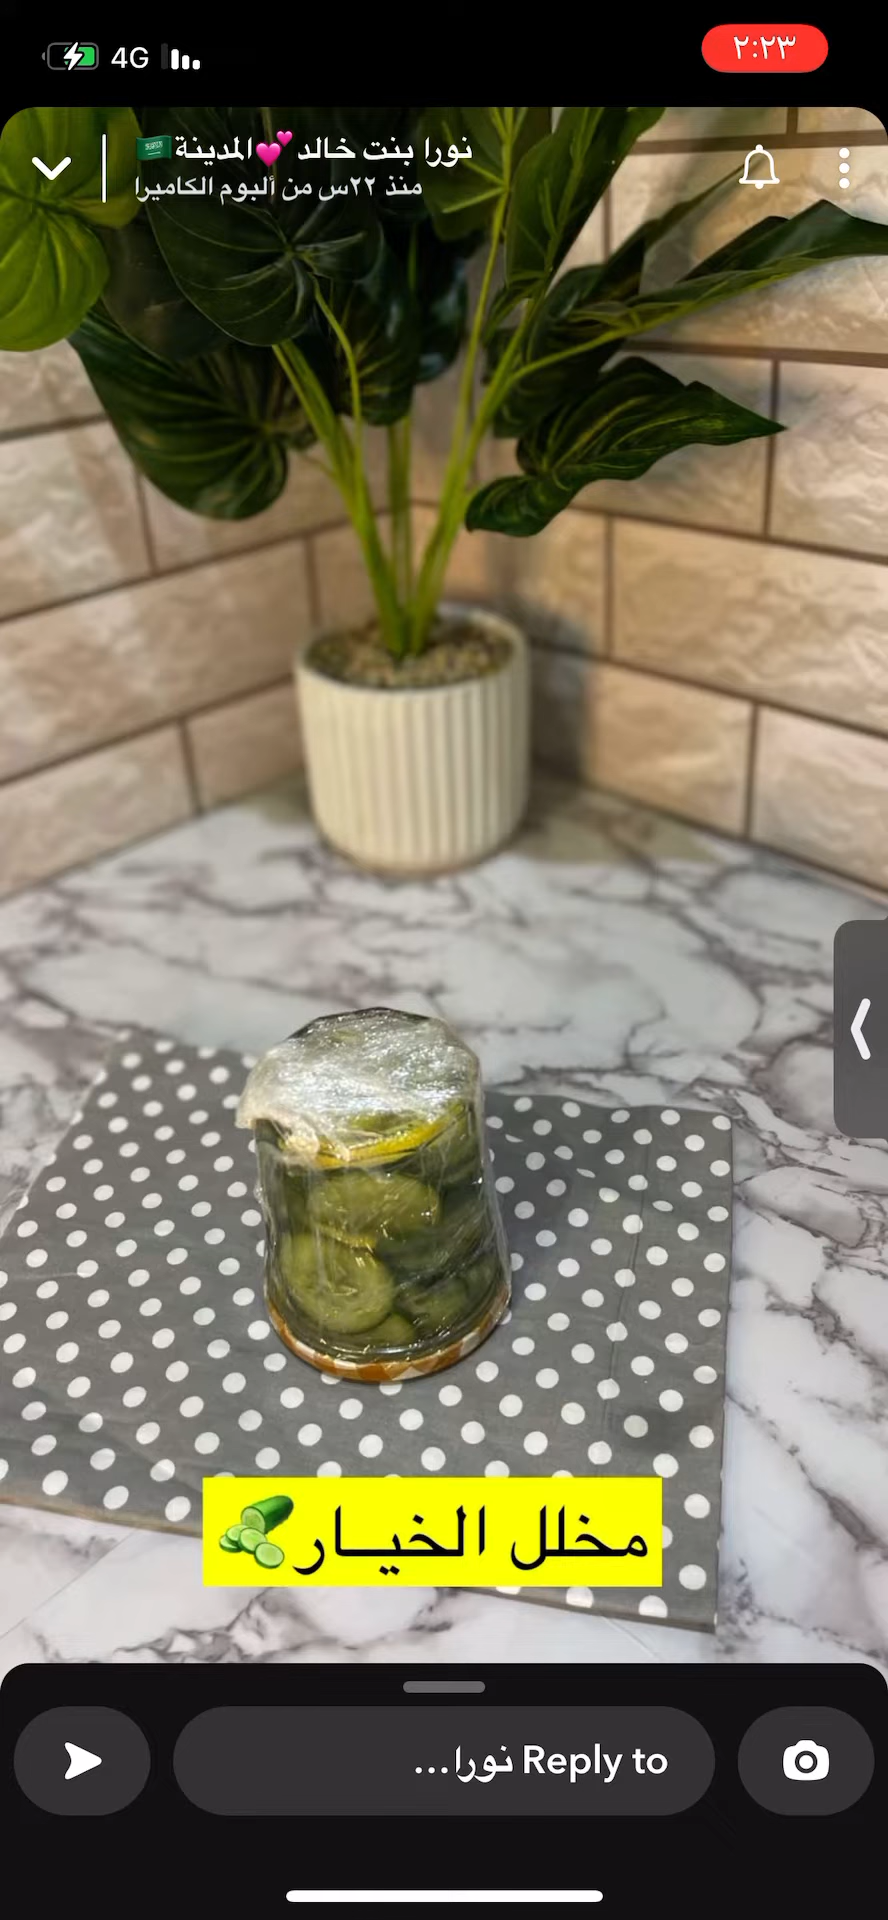 4G
٢:٢٣
نورا بنت خالد💕المدينة🇸🇦
منذ ٢٢س من ألبوم الكاميرا
مخلل الخيـار🥒
Reply to نورا...